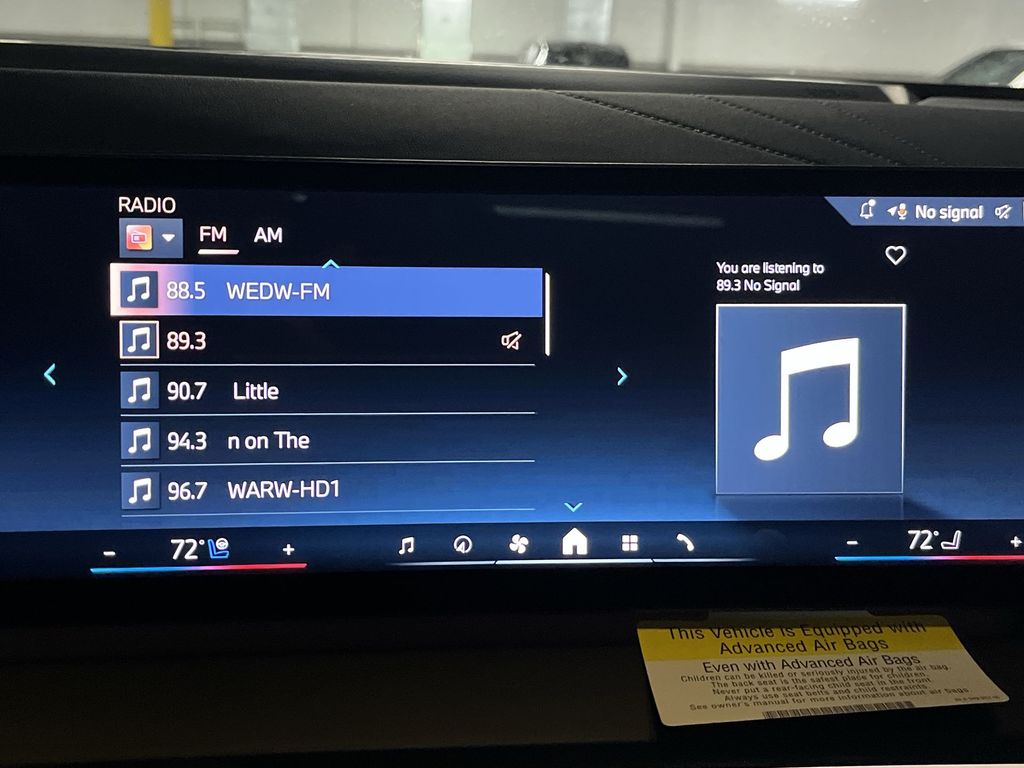 RADIO
FM AM
No signal
88.5 WEDW-FM
89.3
90.7 Little
94.3 n on The
96.7 WARW-HD1
You are listening to
89.3 No Signal
- 72° +
- 72° +
This Vehicle is Equipped with
Advanced Air Bags
Even with Advanced Air Bags
Children can be killed or seriously injured by the air bag.
The back seat is the safest place for children.
Never put a rear-facing child seat in the front.
Always use seat belts and child restraints.
See owner's manual for more information about air bags.